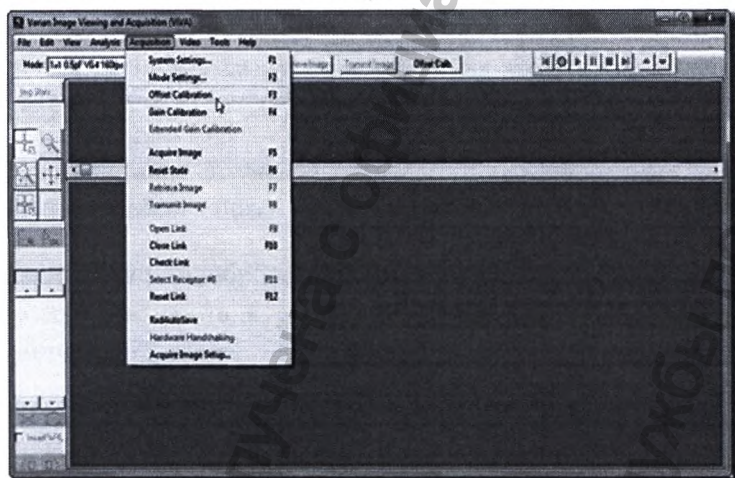 Varian Image Viewing and Acquisition (VIVA)
File Edit View Analysis Acquisition Video Tools Help
Mode: Offset Calib.
System Settings... F1
Mode Settings... F2
Offset Calibration F3
Gain Calibration F4
Extended Gain Calibration
Acquire Image F5
Reset State F6
Retrieve Image F7
Transmit Image F8
Open Link F9
Close Link F10
Check Link
Select Receptor #0 F11
Reset Link F12
RadAutoSave
Hardware Handshaking
Acquire Image Setup...